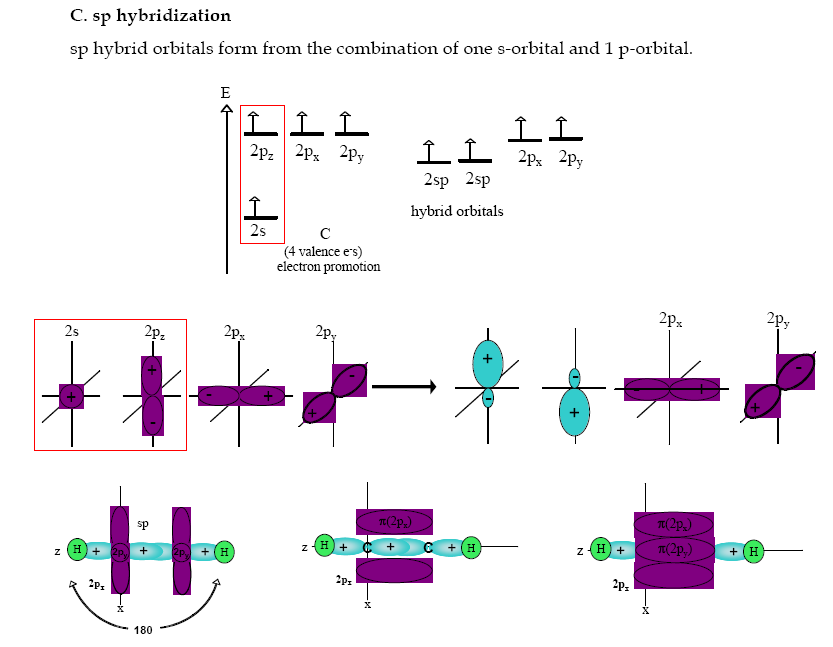 C. sp hybridization
sp hybrid orbitals form from the combination of one s-orbital and 1 p-orbital.
E
2pz 2px 2py
2px 2py
2sp 2sp
hybrid orbitals
2s
C
(4 valence e-s)
electron promotion
2s 2pz 2px 2py
2px 2py
+ + - - + - + + - - + - + - +
sp
z H + 2py + 2py + H
2px
x
180
π(2px)
z H + C + C + H
2px
x
π(2px)
z H + π(2py) + H
2px
x